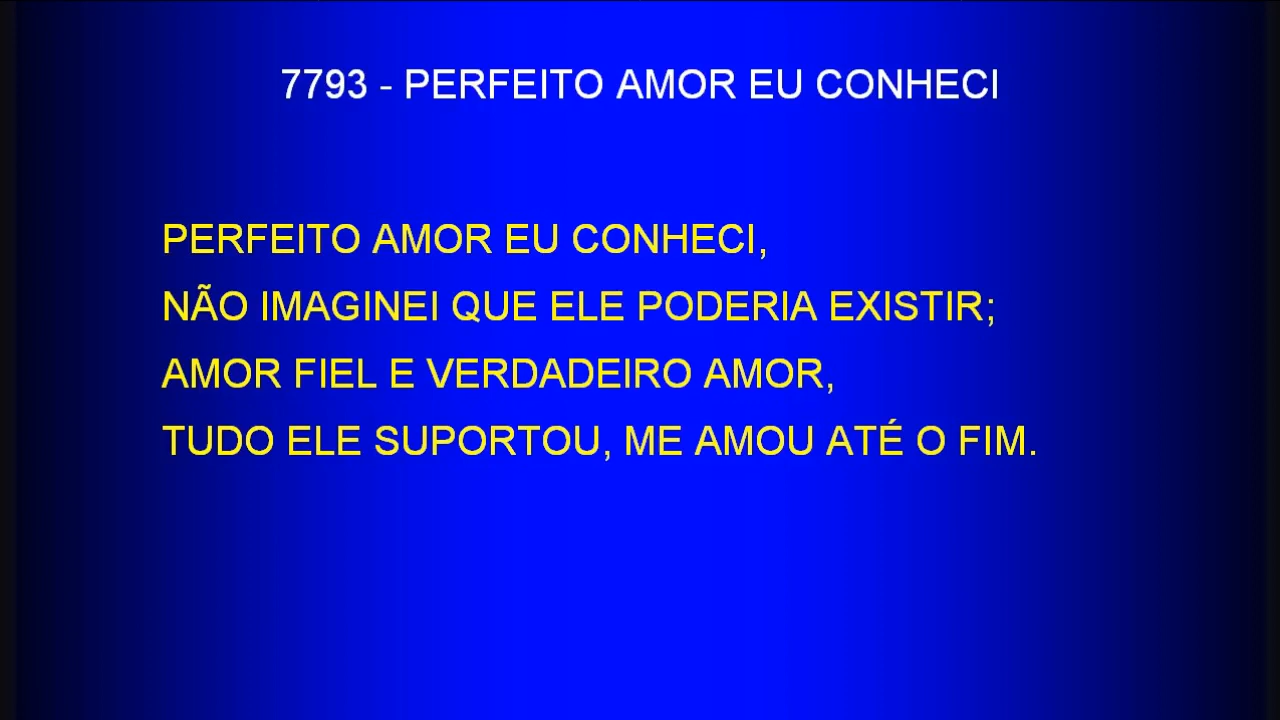 7793 - PERFEITO AMOR EU CONHECI
PERFEITO AMOR EU CONHECI,
NÃO IMAGINEI QUE ELE PODERIA EXISTIR;
AMOR FIEL E VERDADEIRO AMOR,
TUDO ELE SUPORTOU, ME AMOU ATÉ O FIM.